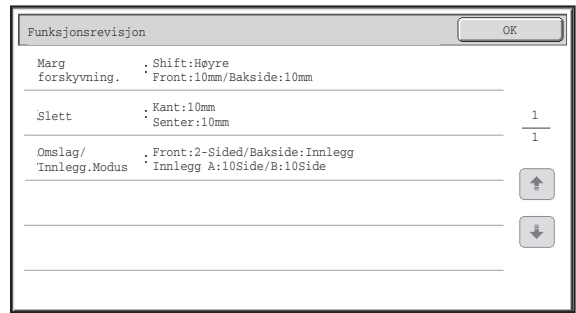 Funksjonsrevisjon
OK
Marg
forskyvning.
: Shift:Høyre
Front:10mm/Bakside:10mm
Slett
: Kant:10mm
Senter:10mm
Omslag/
Innlegg.Modus
: Front:2-Sided/Bakside:Innlegg
Innlegg A:10Side/B:10Side
1
1